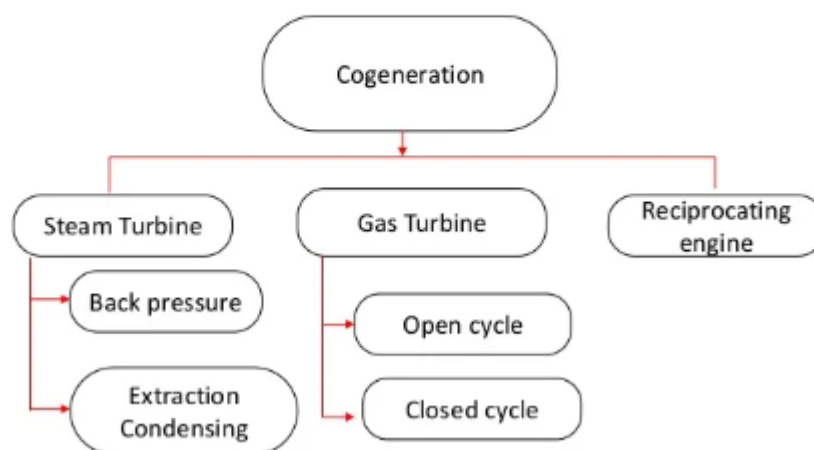 Cogeneration
Steam Turbine
Back pressure
Extraction
Condensing
Gas Turbine
Open cycle
Closed cycle
Reciprocating
engine